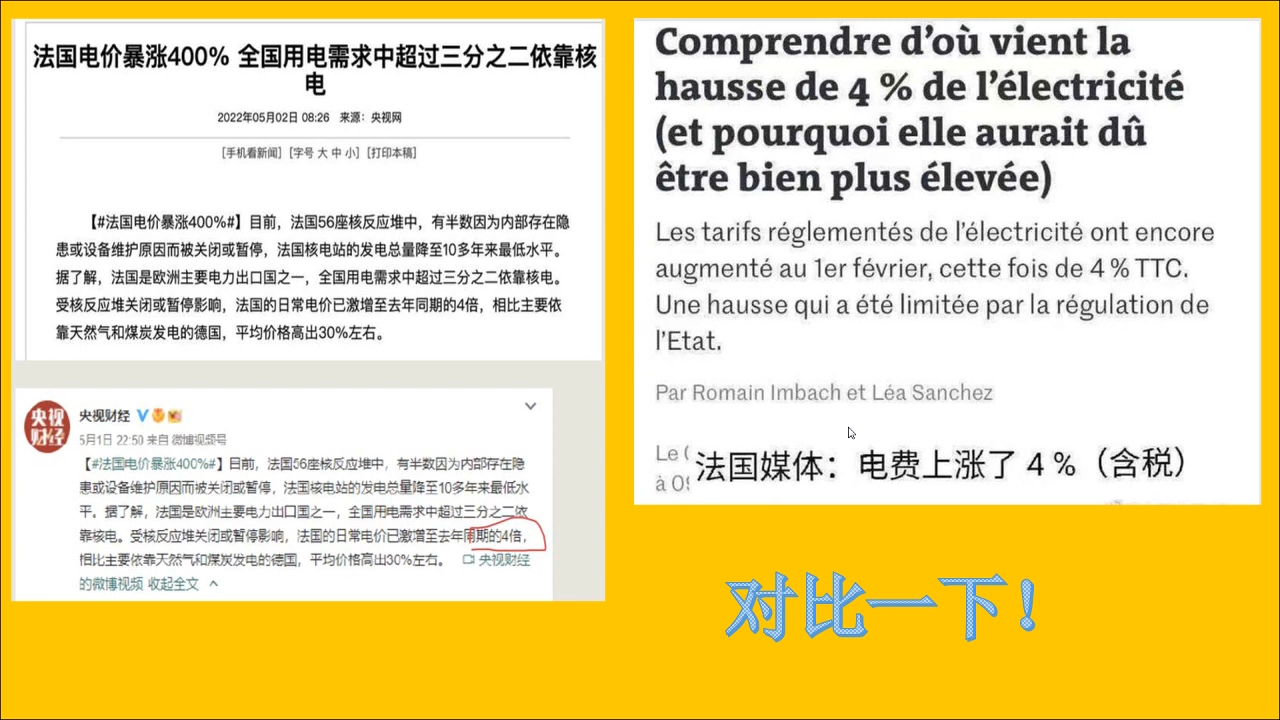 法国电价暴涨400% 全国用电需求中超过三分之二依靠核
电
2022年05月02日 08:26 来源：央视网
[手机看新闻] [字号 大 中 小] [打印本稿]
【#法国电价暴涨400%#】目前，法国56座核反应堆中，有半数因为内部存在隐
患或设备维护原因而被关闭或暂停，法国核电站的发电总量降至10多年来最低水平。
据了解，法国是欧洲主要电力出口国之一，全国用电需求中超过三分之二依靠核电。
受核反应堆关闭或暂停影响，法国的日常电价已激增至去年同期的4倍，相比主要依
靠天然气和煤炭发电的德国，平均价格高出30%左右。
央视
财经
央视财经
5月1日 22:50 来自 微博视频号
【#法国电价暴涨400%#】目前，法国56座核反应堆中，有半数因为内部存在隐
患或设备维护原因而被关闭或暂停，法国核电站的发电总量降至10多年来最低水
平。据了解，法国是欧洲主要电力出口国之一，全国用电需求中超过三分之二依
靠核电。受核反应堆关闭或暂停影响，法国的日常电价已激增至去年同期的4倍，
相比主要依靠天然气和煤炭发电的德国，平均价格高出30%左右。 央视财经
的微博视频 收起全文
Comprendre d’où vient la
hausse de 4 % de l’électricité
(et pourquoi elle aurait dû
être bien plus élevée)
Les tarifs réglementés de l’électricité ont encore
augmenté au 1er février, cette fois de 4 % TTC.
Une hausse qui a été limitée par la régulation de
l’Etat.
Par Romain Imbach et Léa Sanchez
Le
à
法国媒体：电费上涨了 4 %（含税）
对比一下！